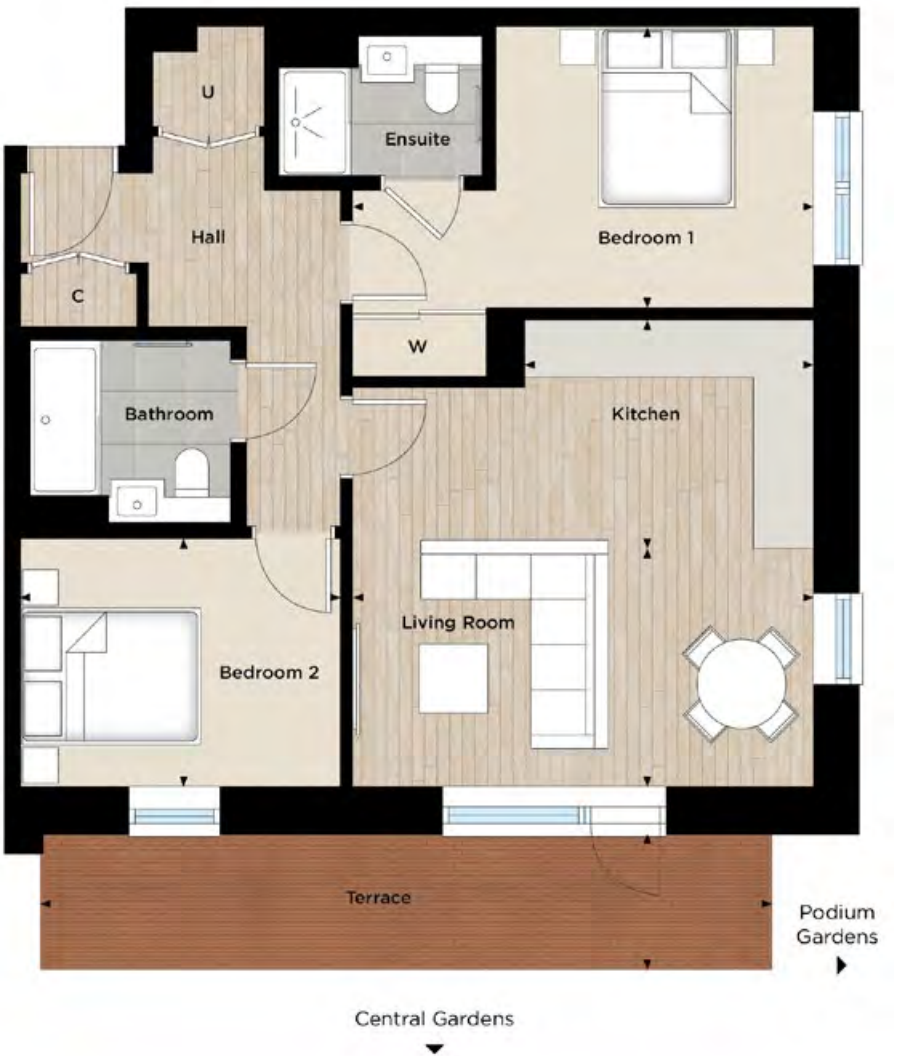 U
Ensuite
Hall
Bedroom 1
C
W
Bathroom
Kitchen
Living Room
Bedroom 2
Terrace
Podium
Gardens
Central Gardens